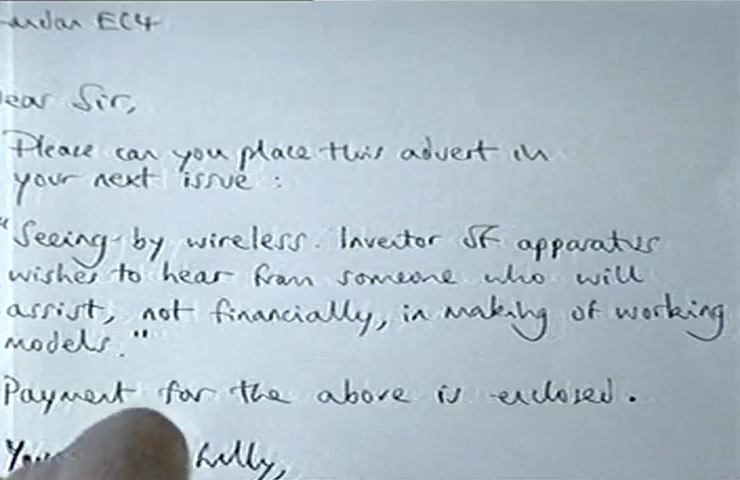 London EC4
Dear Sir,
Please can you place this advert in
your next issue :
"Seeing by wireless. Inventor of apparatus
wishes to hear from someone who will
assist, not financially, in making of working
models."
Payment for the above is enclosed.